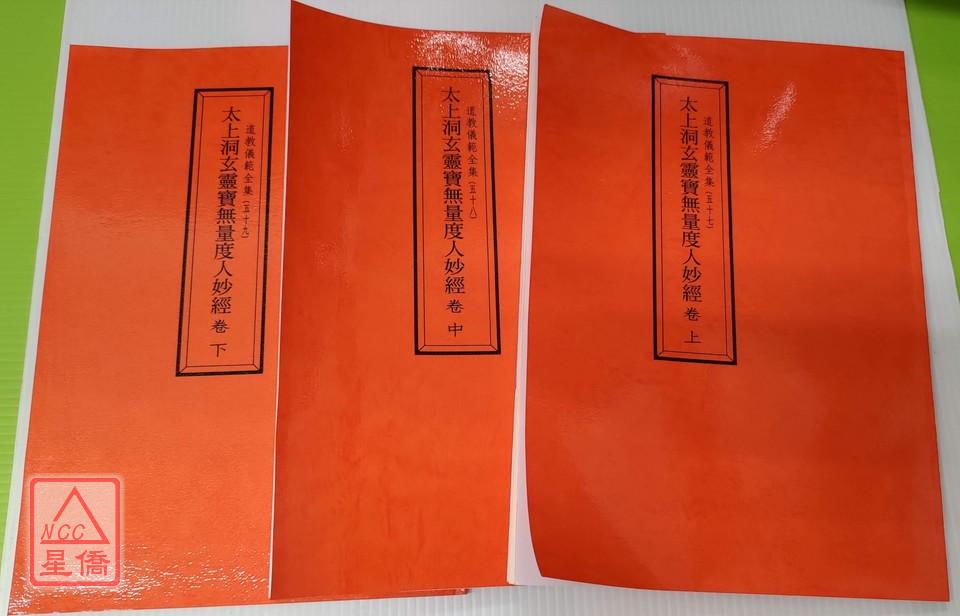 道教儀範全集(五十七)
太上洞玄靈寶無量度人妙經 卷上
道教儀範全集(五十八)
太上洞玄靈寶無量度人妙經 卷中
道教儀範全集(五十九)
太上洞玄靈寶無量度人妙經 卷下
NCC
星僑